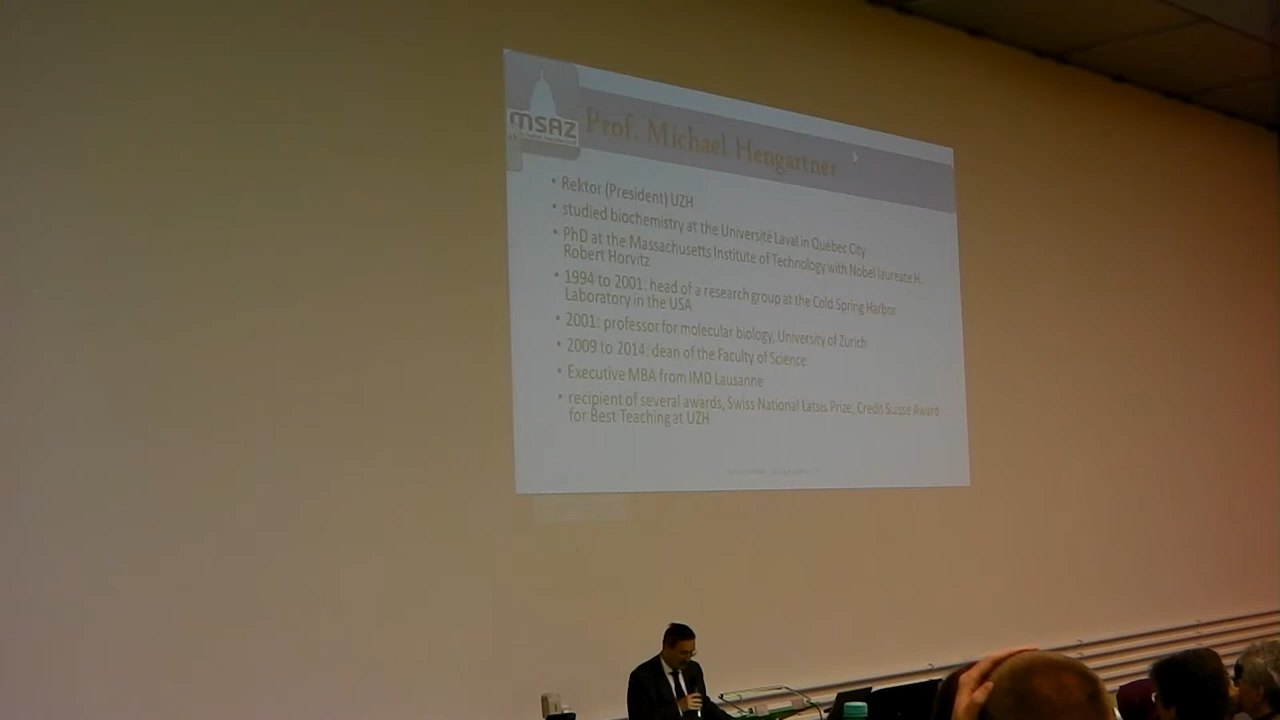 MSAZ
Prof. Michael Hengartner
• Rektor (President) UZH
• studied biochemistry at the Université Laval in Québec City
• PhD at the Massachusetts Institute of Technology with Nobel laureate H.
Robert Horvitz
• 1994 to 2001: head of a research group at the Cold Spring Harbor
Laboratory in the USA
• 2001: professor for molecular biology, University of Zurich
• 2009 to 2014: dean of the Faculty of Science
• Executive MBA from IMD Lausanne
• recipient of several awards, Swiss National Latsis Prize, Credit Suisse Award
for Best Teaching at UZH